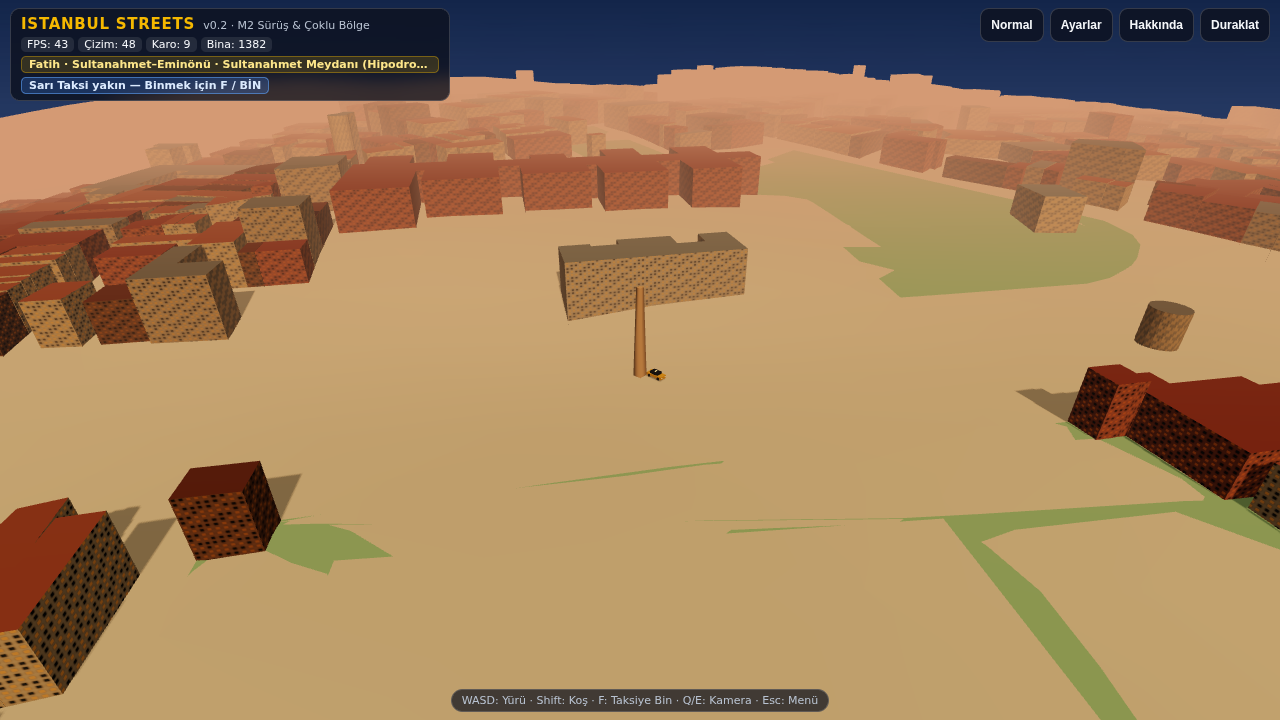 ISTANBUL STREETS v0.2 · M2 Sürüş & Çoklu Bölge
FPS: 43 Çizim: 48 Karo: 9 Bina: 1382
Fatih · Sultanahmet–Eminönü · Sultanahmet Meydanı (Hipodro…
Sarı Taksi yakın — Binmek için F / BİN
Normal Ayarlar Hakkında Duraklat
WASD: Yürü · Shift: Koş · F: Taksiye Bin · Q/E: Kamera · Esc: Menü